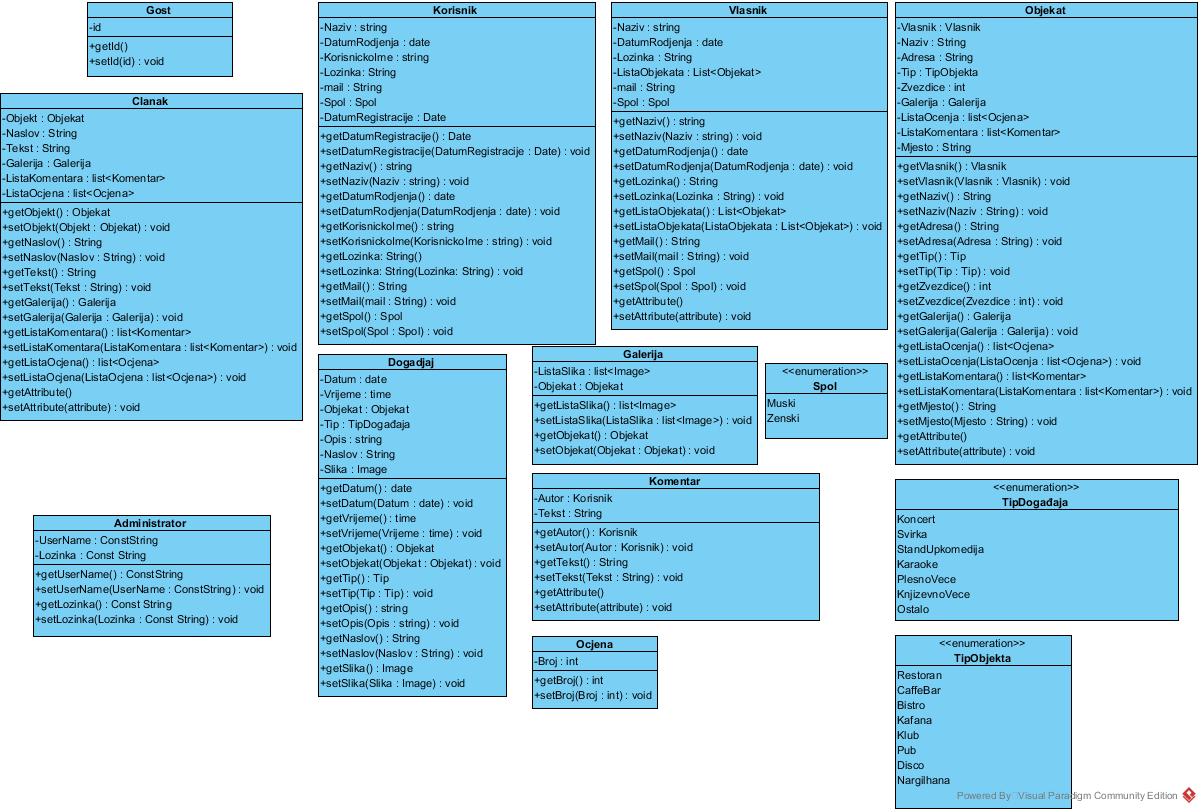 Gost
-id
+getId()
+setId(id) : void
Clanak
-Objekt : Objekat
-Naslov : String
-Tekst : String
-Galerija : Galerija
-ListaKomentara : list<Komentar>
-ListaOcjena : list<Ocjena>
+getObjekt() : Objekat
+setObjekt(Objekt : Objekat) : void
+getNaslov() : String
+setNaslov(Naslov : String) : void
+getTekst() : String
+setTekst(Tekst : String) : void
+getGalerija() : Galerija
+setGalerija(Galerija : Galerija) : void
+getListaKomentara() : list<Komentar>
+setListaKomentara(ListaKomentara : list<Komentar>) : void
+getListaOcjena() : list<Ocjena>
+setListaOcjena(ListaOcjena : list<Ocjena>) : void
+getAttribute()
+setAttribute(attribute) : void
Administrator
-UserName : ConstString
-Lozinka : Const String
+getUserName() : ConstString
+setUserName(UserName : ConstString) : void
+getLozinka() : Const String
+setLozinka(Lozinka : Const String) : void
Korisnik
-Naziv : string
-DatumRodjenja : date
-KorisnickoIme : string
-Lozinka: String
-mail : String
-Spol : Spol
-DatumRegistracije : Date
+getDatumRegistracije() : Date
+setDatumRegistracije(DatumRegistracije : Date) : void
+getNaziv() : string
+setNaziv(Naziv : string) : void
+getDatumRodjenja() : date
+setDatumRodjenja(DatumRodjenja : date) : void
+getKorisnickoIme() : string
+setKorisnickoIme(KorisnickoIme : string) : void
+getLozinka: String()
+setLozinka: String(Lozinka: String) : void
+getMail() : String
+setMail(mail : String) : void
+getSpol() : Spol
+setSpol(Spol : Spol) : void
Dogadjaj
-Datum : date
-Vrijeme : time
-Objekat : Objekat
-Tip : TipDogađaja
-Opis : string
-Naslov : String
-Slika : Image
+getDatum() : date
+setDatum(Datum : date) : void
+getVrijeme() : time
+setVrijeme(Vrijeme : time) : void
+getObjekat() : Objekat
+setObjekat(Objekat : Objekat) : void
+getTip() : Tip
+setTip(Tip : Tip) : void
+getOpis() : string
+setOpis(Opis : string) : void
+getNaslov() : String
+setNaslov(Naslov : String) : void
+getSlika() : Image
+setSlika(Slika : Image) : void
Vlasnik
-Naziv : string
-DatumRodjenja : date
-Lozinka : String
-ListaObjekata : List<Objekat>
-mail : String
-Spol : Spol
+getNaziv() : string
+setNaziv(Naziv : string) : void
+getDatumRodjenja() : date
+setDatumRodjenja(DatumRodjenja : date) : void
+getLozinka() : String
+setLozinka(Lozinka : String) : void
+getListaObjekata() : List<Objekat>
+setListaObjekata(ListaObjekata : List<Objekat>) : void
+getMail() : String
+setMail(mail : String) : void
+getSpol() : Spol
+setSpol(Spol : Spol) : void
+getAttribute()
+setAttribute(attribute) : void
Galerija
-ListaSlika : list<Image>
-Objekat : Objekat
+getListaSlika() : list<Image>
+setListaSlika(ListaSlika : list<Image>) : void
+getObjekat() : Objekat
+setObjekat(Objekat : Objekat) : void
<<enumeration>>
Spol
Muski
Zenski
Komentar
-Autor : Korisnik
-Tekst : String
+getAutor() : Korisnik
+setAutor(Autor : Korisnik) : void
+getTekst() : String
+setTekst(Tekst : String) : void
+getAttribute()
+setAttribute(attribute) : void
Ocjena
-Broj : int
+getBroj() : int
+setBroj(Broj : int) : void
Objekat
-Vlasnik : Vlasnik
-Naziv : String
-Adresa : String
-Tip : TipObjekta
-Zvezdice : int
-Galerija : Galerija
-ListaOcenja : list<Ocjena>
-ListaKomentara : list<Komentar>
-Mjesto : String
+getVlasnik() : Vlasnik
+setVlasnik(Vlasnik : Vlasnik) : void
+getNaziv() : String
+setNaziv(Naziv : String) : void
+getAdresa() : String
+setAdresa(Adresa : String) : void
+getTip() : Tip
+setTip(Tip : Tip) : void
+getZvezdice() : int
+setZvezdice(Zvezdice : int) : void
+getGalerija() : Galerija
+setGalerija(Galerija : Galerija) : void
+getListaOcenja() : list<Ocjena>
+setListaOcenja(ListaOcenja : list<Ocjena>) : void
+getListaKomentara() : list<Komentar>
+setListaKomentara(ListaKomentara : list<Komentar>) : void
+getMjesto() : String
+setMjesto(Mjesto : String) : void
+getAttribute()
+setAttribute(attribute) : void
<<enumeration>>
TipDogađaja
Koncert
Svirka
StandUpkomedija
Karaoke
PlesnoVece
KnjizevnoVece
Ostalo
<<enumeration>>
TipObjekta
Restoran
CaffeBar
Bistro
Kafana
Klub
Pub
Disco
Nargilhana
Powered By Visual Paradigm Community Edition